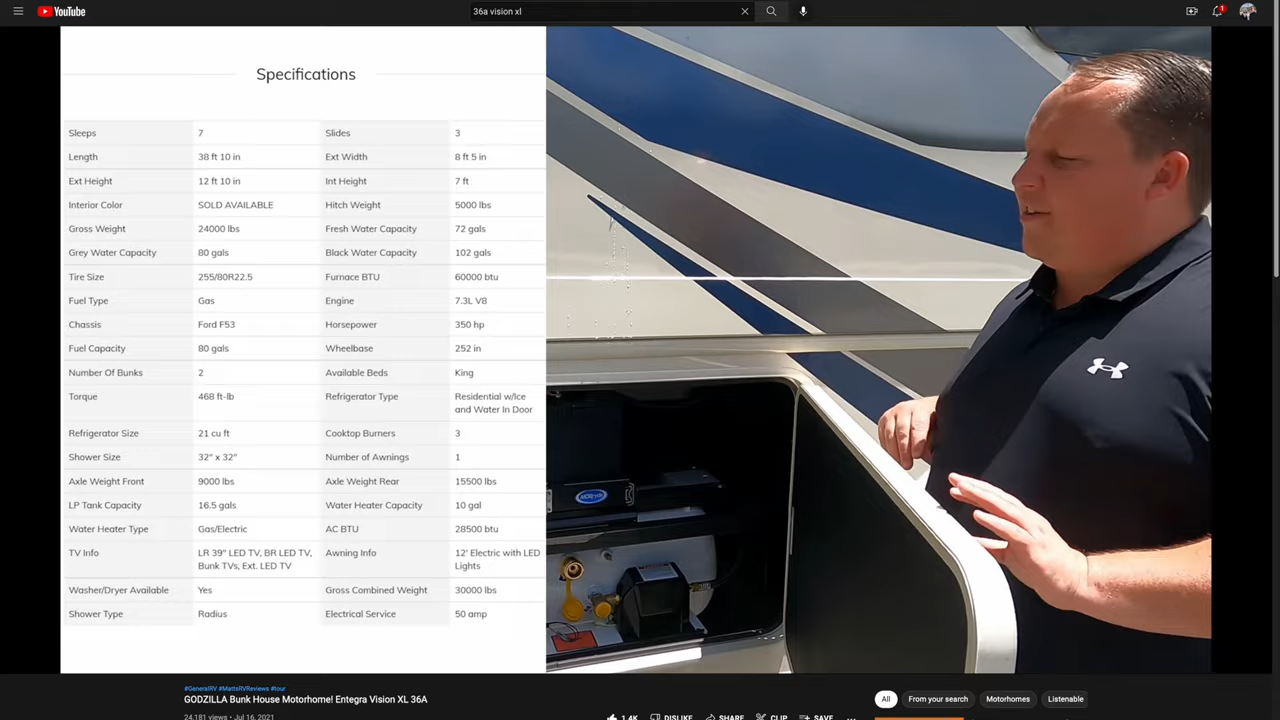 YouTube
36a vision xl
1
Specifications
Sleeps 7 Slides 3
Length 38 ft 10 in Ext Width 8 ft 5 in
Ext Height 12 ft 10 in Int Height 7 ft
Interior Color SOLD AVAILABLE Hitch Weight 5000 lbs
Gross Weight 24000 lbs Fresh Water Capacity 72 gals
Grey Water Capacity 80 gals Black Water Capacity 102 gals
Tire Size 255/80R22.5 Furnace BTU 60000 btu
Fuel Type Gas Engine 7.3L V8
Chassis Ford F53 Horsepower 350 hp
Fuel Capacity 80 gals Wheelbase 252 in
Number Of Bunks 2 Available Beds King
Torque 468 ft-lb Refrigerator Type Residential w/Ice
and Water In Door
Refrigerator Size 21 cu ft Cooktop Burners 3
Shower Size 32" x 32" Number of Awnings 1
Axle Weight Front 9000 lbs Axle Weight Rear 15500 lbs
LP Tank Capacity 16.5 gals Water Heater Capacity 10 gal
Water Heater Type Gas/Electric AC BTU 28500 btu
TV Info LR 39" LED TV, BR LED TV, Awning Info 12' Electric with LED
Bunk TVs, Ext. LED TV Lights
Washer/Dryer Available Yes Gross Combined Weight 30000 lbs
Shower Type Radius Electrical Service 50 amp
#GeneralRV #MattsRVReviews #tour
GODZILLA Bunk House Motorhome! Entegra Vision XL 36A
All From your search Motorhomes Listenable
24,181 views • Jul 16, 2021
1.4K DISLIKE SHARE CLIP SAVE